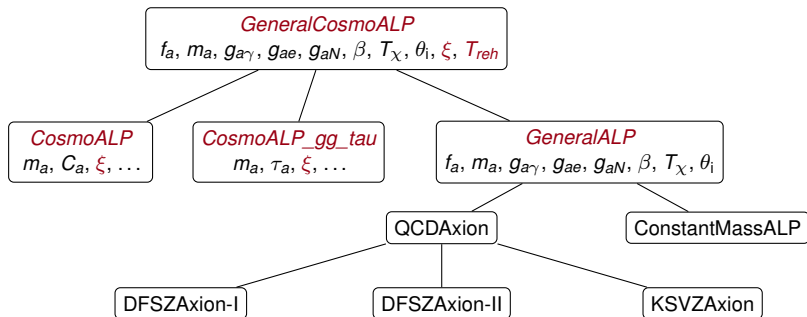 GeneralCosmoALP
fₐ, mₐ, gₐγ, gₐₑ, gₐN, β, Tχ, θᵢ, ξ, Tᵣₑₕ
CosmoALP
mₐ, Cₐ, ξ, ...
CosmoALP_gg_tau
mₐ, τₐ, ξ, ...
GeneralALP
fₐ, mₐ, gₐγ, gₐₑ, gₐN, β, Tχ, θᵢ
QCDAxion
ConstantMassALP
DFSZAxion-I
DFSZAxion-II
KSVZAxion